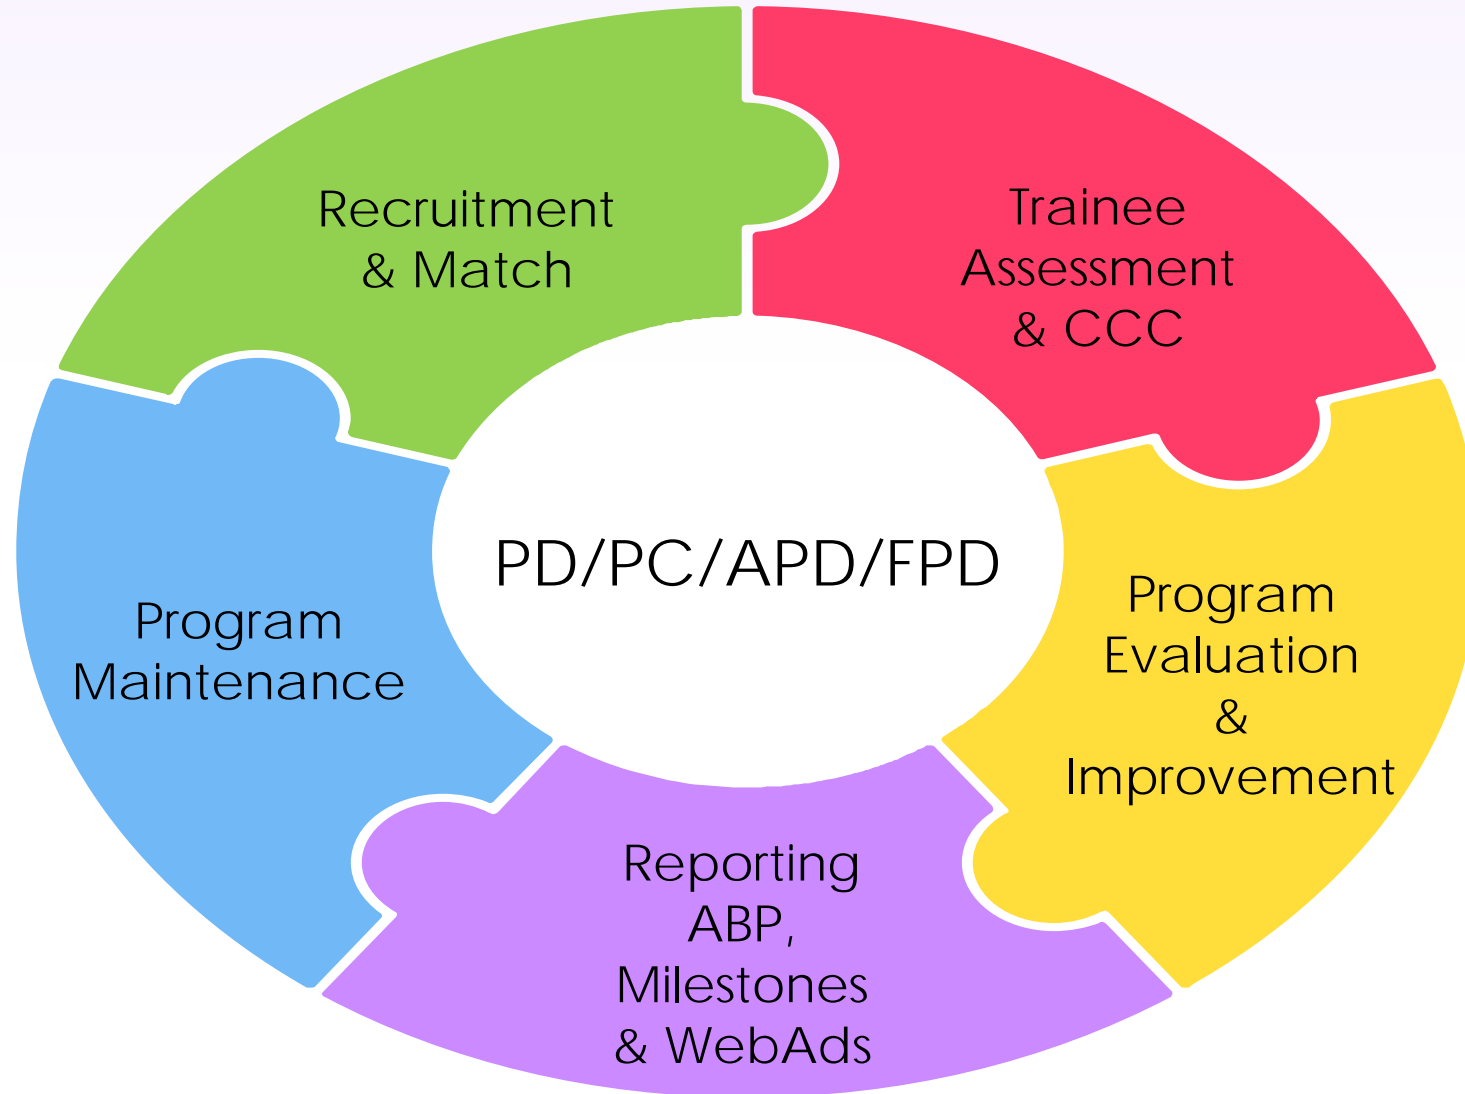 Recruitment
& Match
Trainee
Assessment
& CCC
PD/PC/APD/FPD
Program
Maintenance
Program
Evaluation
&
Improvement
Reporting
ABP,
Milestones
& WebAds